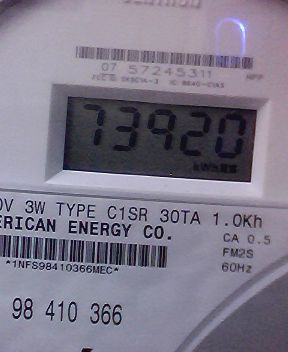 07 57245311
73920
kWh
0V 3W TYPE C1SR 30TA 1.0Kh
ERICAN ENERGY CO.
CA 0.5
FM2S
60Hz
*1NFS98410366MEC*
98 410 366